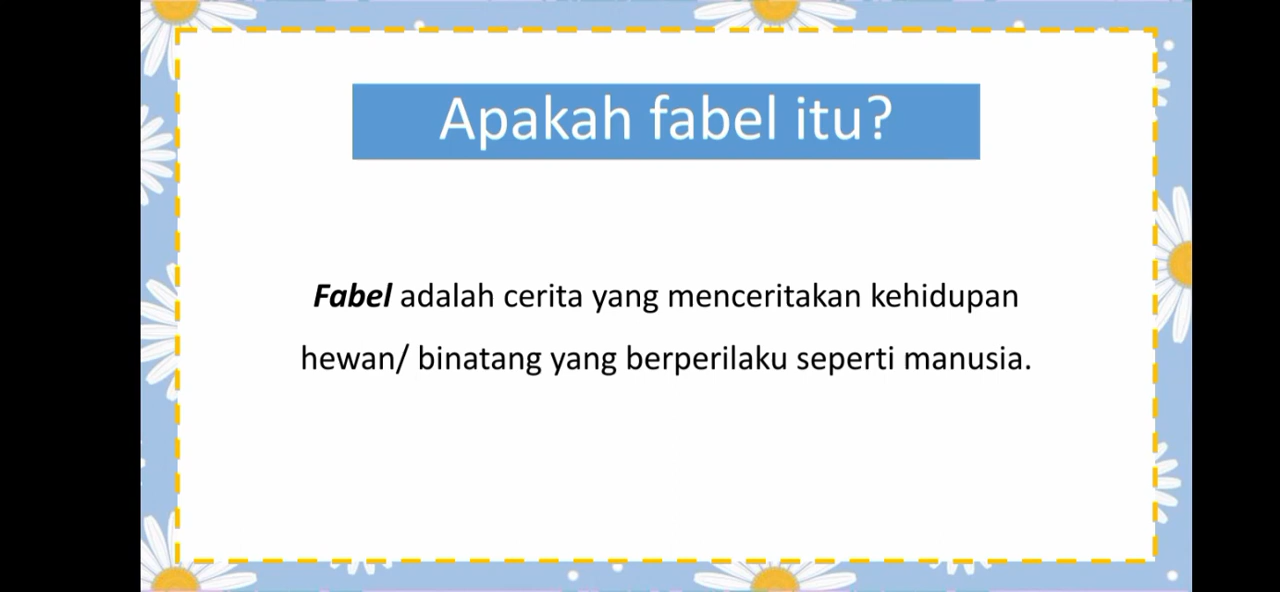 Apakah fabel itu?
Fabel adalah cerita yang menceritakan kehidupan
hewan/ binatang yang berperilaku seperti manusia.